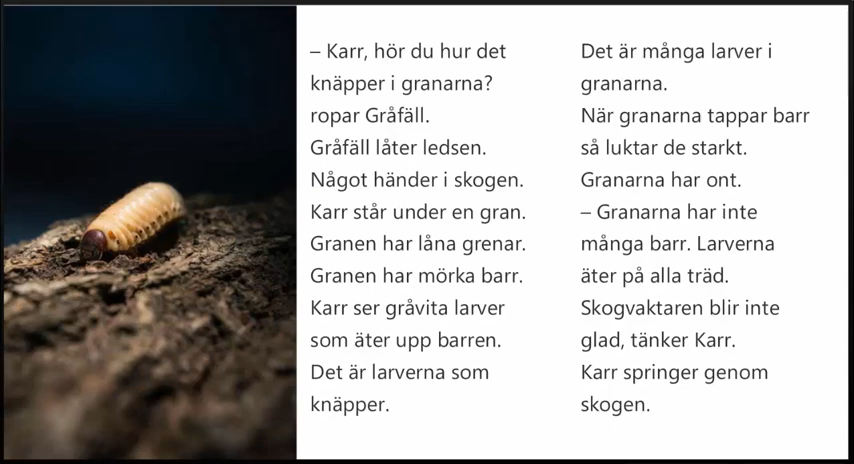 – Karr, hör du hur det
knäpper i granarna?
ropar Gråfäll.
Gråfäll låter ledsen.
Något händer i skogen.
Karr står under en gran.
Granen har låna grenar.
Granen har mörka barr.
Karr ser gråvita larver
som äter upp barren.
Det är larverna som
knäpper.
Det är många larver i
granarna.
När granarna tappar barr
så luktar de starkt.
Granarna har ont.
– Granarna har inte
många barr. Larverna
äter på alla träd.
Skogvaktaren blir inte
glad, tänker Karr.
Karr springer genom
skogen.